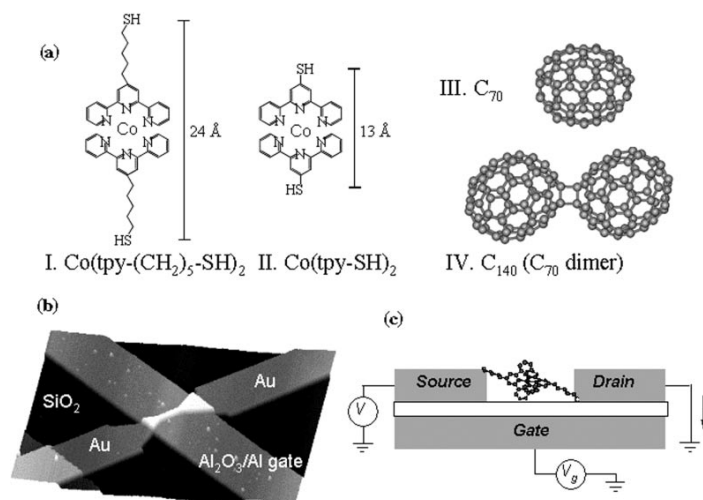 (a)
SH
N
N
N
Co
N
N
N
HS
24 Å
I. Co(tpy-(CH₂)₅-SH)₂
SH
N
N
N
Co
N
N
N
HS
13 Å
II. Co(tpy-SH)₂
III. C₇₀
IV. C₁₄₀ (C₇₀ dimer)
(b)
SiO₂
Au
Au
Al₂O₃/Al gate
(c)
Source
Drain
V
Gate
V_g